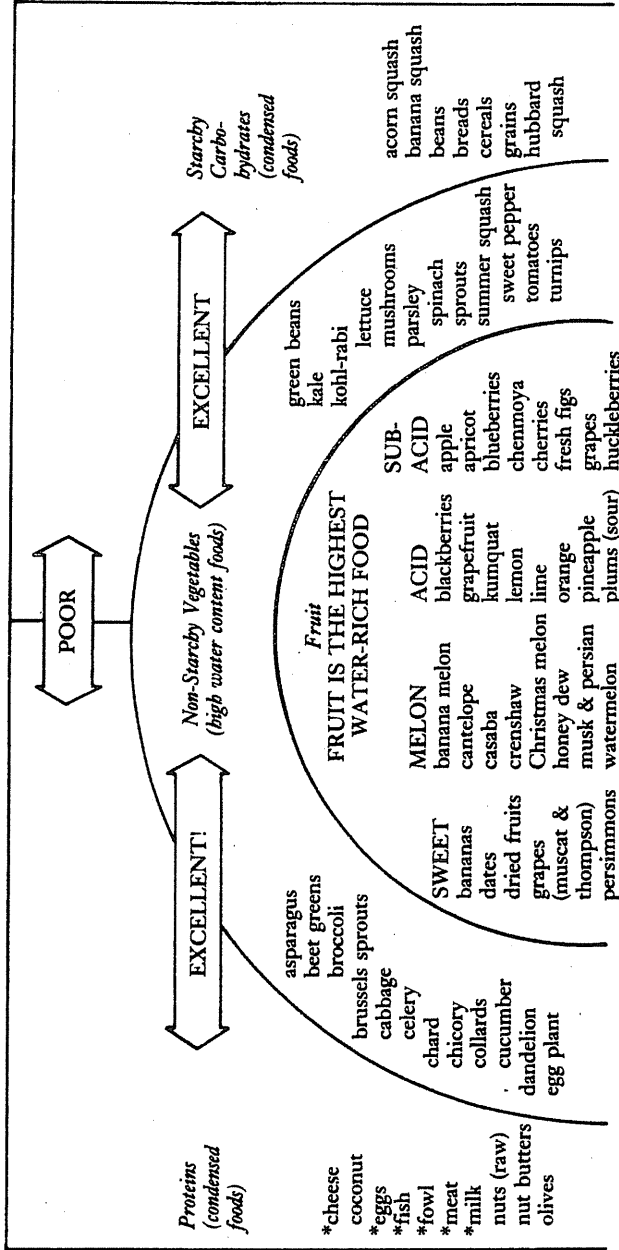 POOR
Proteins
(condensed
foods)
EXCELLENT!
Non-Starchy Vegetables
(high water content foods)
EXCELLENT
Starchy
Carbo-
hydrates
(condensed
foods)
*cheese
coconut
*eggs
*fish
*fowl
*meat
*milk
nuts (raw)
nut butters
olives
asparagus
beet greens
broccoli
brussels sprouts
cabbage
celery
chard
chicory
collards
cucumber
dandelion
egg plant
Fruit
FRUIT IS THE HIGHEST
WATER-RICH FOOD
SWEET
bananas
dates
dried fruits
grapes
(muscat &
thompson)
persimmons
MELON
banana melon
cantelope
casaba
crenshaw
Christmas melon
honey dew
musk & persian
watermelon
ACID
blackberries
grapefruit
kumquat
lemon
lime
orange
pineapple
plums (sour)
SUB-
ACID
apple
apricot
blueberries
chenmoya
cherries
fresh figs
grapes
huckleberries
green beans
kale
kohl-rabi
lettuce
mushrooms
parsley
spinach
sprouts
summer squash
sweet pepper
tomatoes
turnips
acorn squash
banana squash
beans
breads
cereals
grains
hubbard
squash